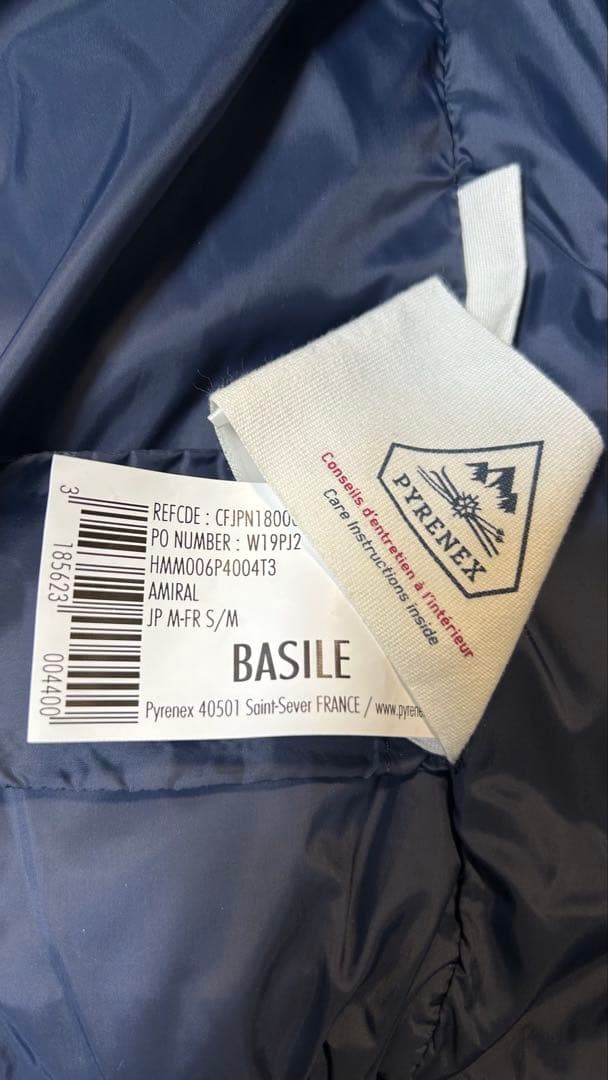 REFCDE : CFJPN1800
PO NUMBER : W19PJ2
HMM006P4004T3
AMIRAL
JP M-FR S/M
BASILE
Pyrenex 40501 Saint-Sever FRANCE / www.pyrene
3 185623 004400
PYRENEX
Conseils d'entretien à l'intérieur
Care Instructions inside